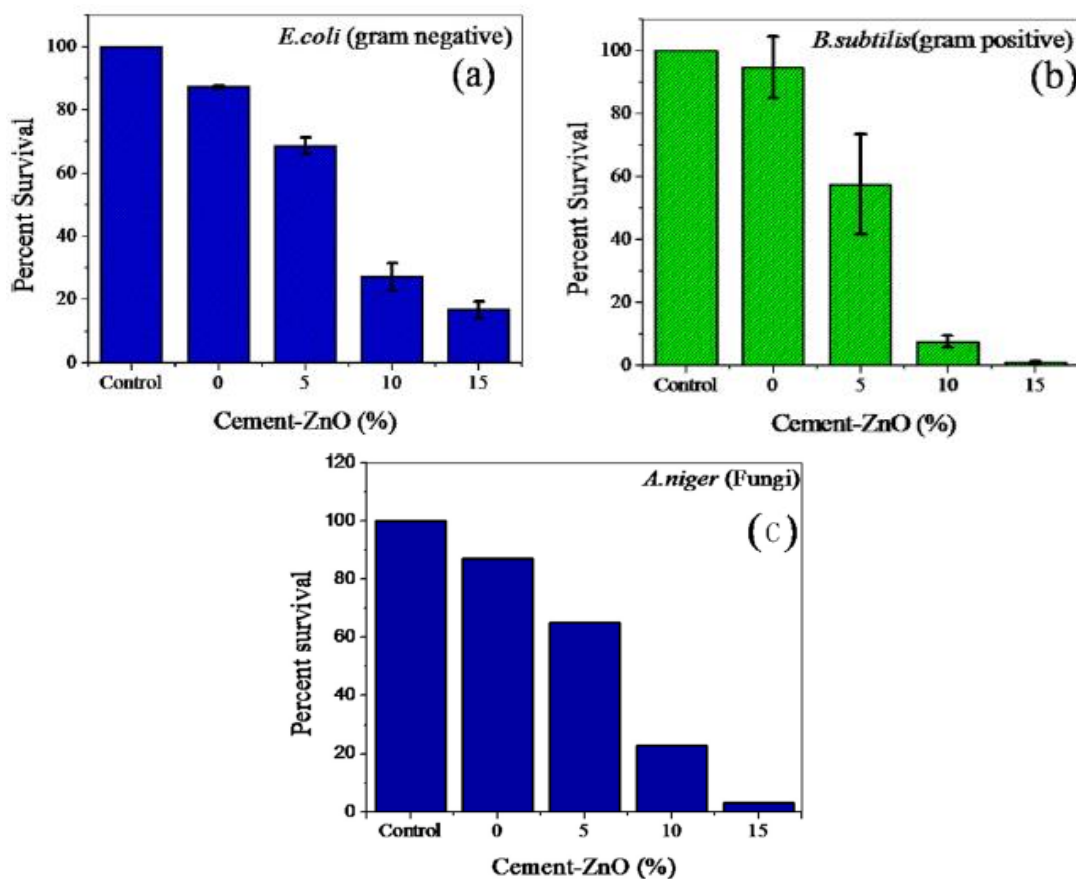 E.coli (gram negative)
(a)
100
80
60
40
20
0
Percent Survival
Control 0 5 10 15
Cement-ZnO (%)
B.subtilis(gram positive)
(b)
100
80
60
40
20
0
Percent Survival
Control 0 5 10 15
Cement-ZnO (%)
A.niger (Fungi)
(C)
120
100
80
60
40
20
0
Percent survival
Control 0 5 10 15
Cement-ZnO (%)